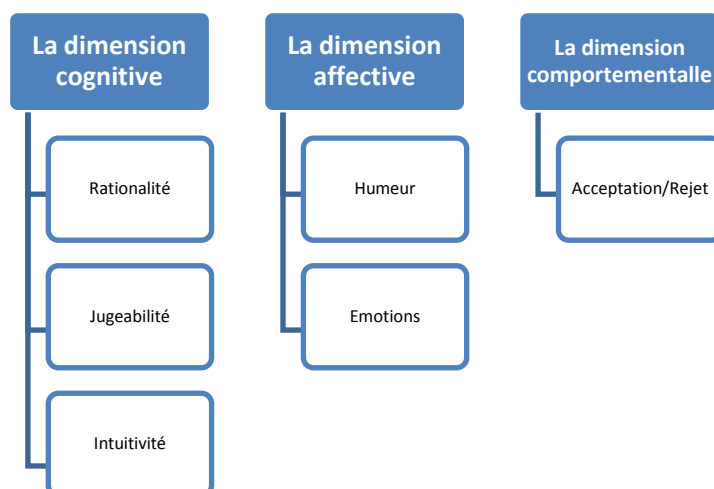 La dimension
cognitive
Rationalité
Jugeabilité
Intuitivité
La dimension
affective
Humeur
Emotions
La dimension
comportementalle
Acceptation/Rejet